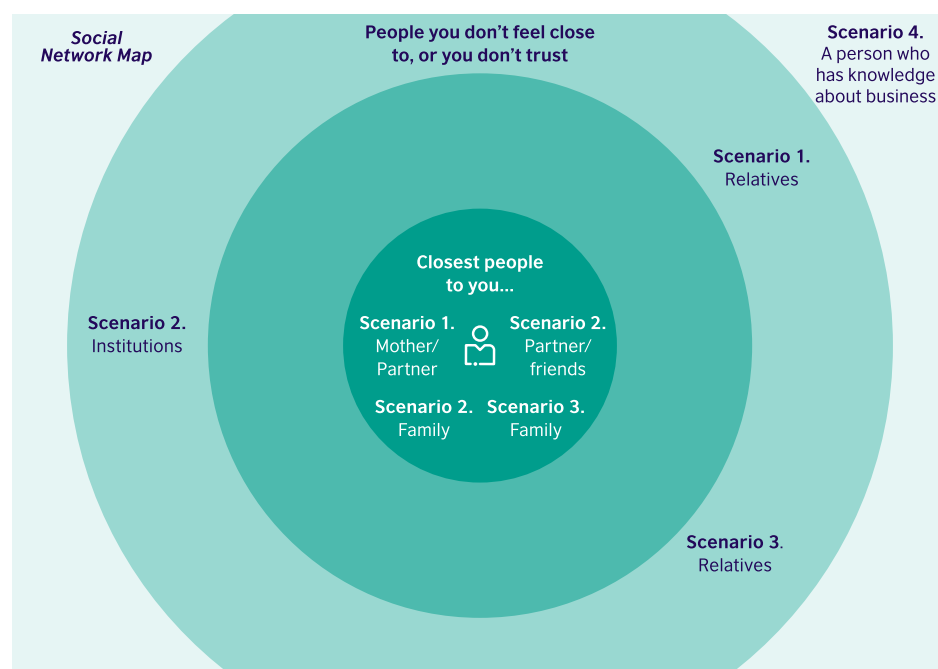 Social
Network Map
People you don't feel close
to, or you don't trust
Scenario 4.
A person who
has knowledge
about business
Scenario 1.
Relatives
Closest people
to you...
Scenario 1.
Mother/
Partner
Scenario 2.
Partner/
friends
Scenario 2.
Institutions
Scenario 2.
Family
Scenario 3.
Family
Scenario 3.
Relatives